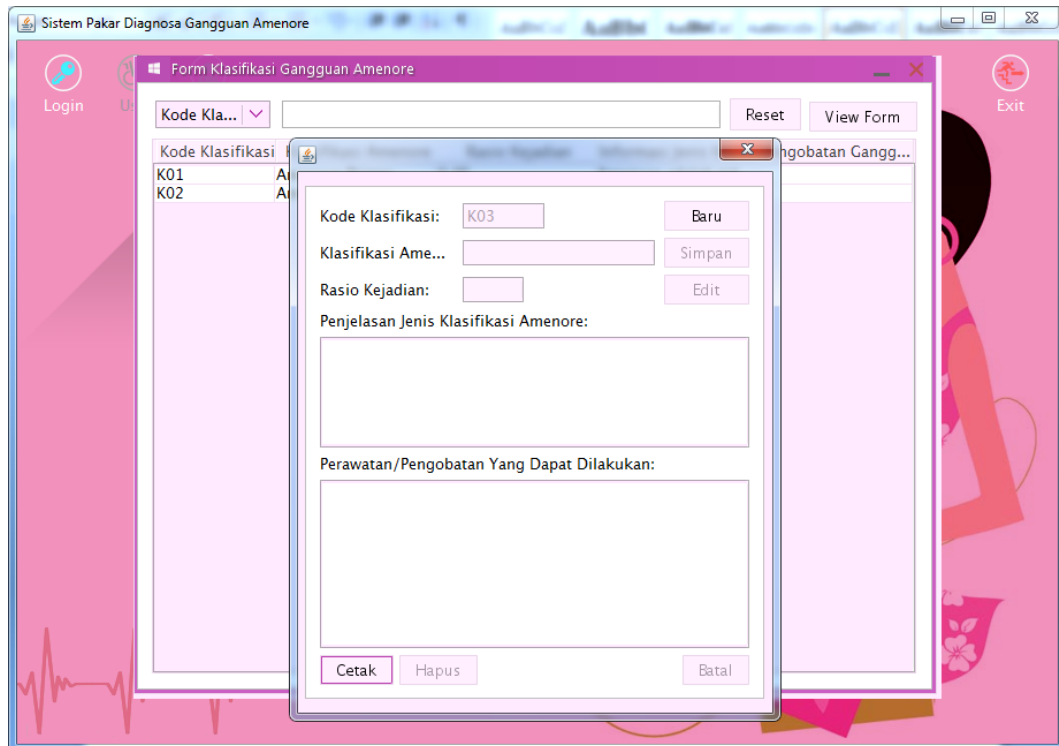 Sistem Pakar Diagnosa Gangguan Amenore
Login
Exit
Form Klasifikasi Gangguan Amenore
Kode Kla...
Reset
View Form
Kode Klasifikasi
ngobatan Gangg...
K01
K02
Kode Klasifikasi:
K03
Baru
Klasifikasi Ame...
Simpan
Rasio Kejadian:
Edit
Penjelasan Jenis Klasifikasi Amenore:
Perawatan/Pengobatan Yang Dapat Dilakukan:
Cetak
Hapus
Batal